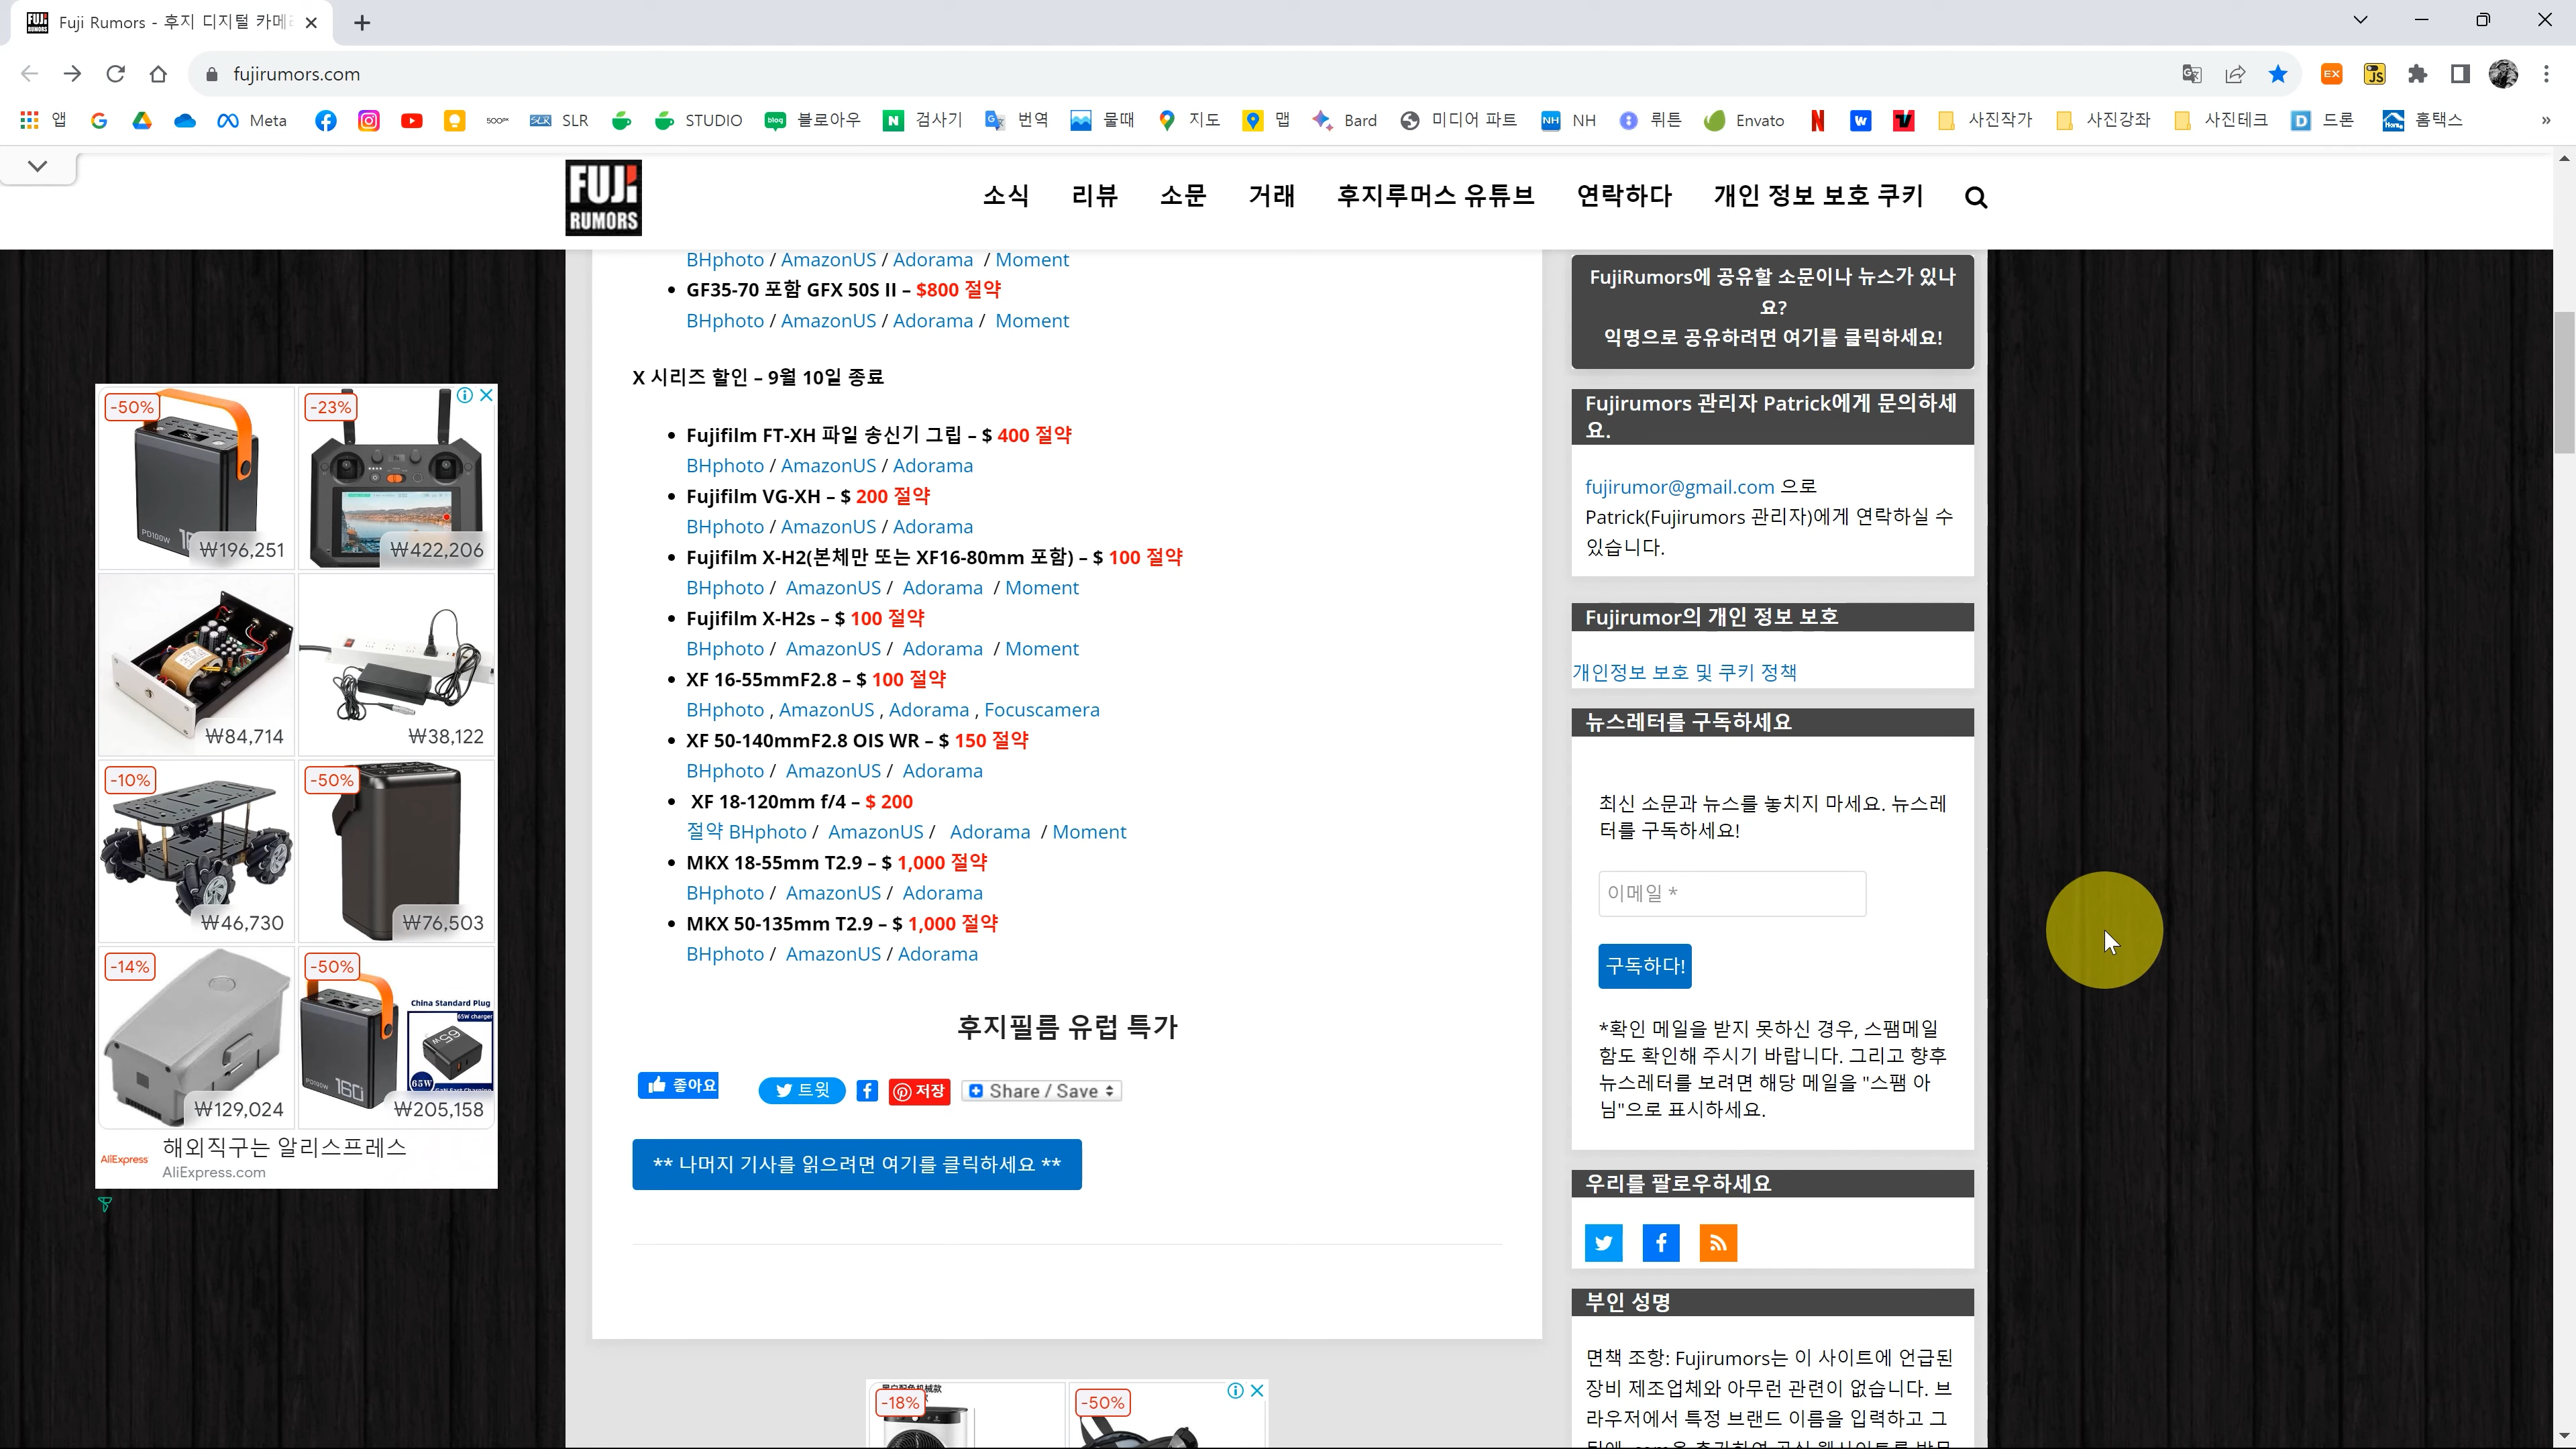 Fuji Rumors - 후지 디지털 카메라
fujirumors.com
앱
Meta
500px
SLR
STUDIO
blog 블로아우
N 검사기
번역
물때
지도
맵
Bard
미디어 파트
NH NH
뤼튼
Envato
사진작가
사진강좌
사진테크
D 드론
홈택스
»
FUJi
RUMORS
소식 리뷰 소문 거래 후지루머스 유튜브 연락하다 개인 정보 보호 쿠키
BHphoto / AmazonUS / Adorama / Moment
• GF35-70 포함 GFX 50S II – $800 절약
BHphoto / AmazonUS / Adorama / Moment
X 시리즈 할인 – 9월 10일 종료
• Fujifilm FT-XH 파일 송신기 그립 – $ 400 절약
BHphoto / AmazonUS / Adorama
• Fujifilm VG-XH – $ 200 절약
BHphoto / AmazonUS / Adorama
• Fujifilm X-H2(본체만 또는 XF16-80mm 포함) – $ 100 절약
BHphoto / AmazonUS / Adorama / Moment
• Fujifilm X-H2s – $ 100 절약
BHphoto / AmazonUS / Adorama / Moment
• XF 16-55mmF2.8 – $ 100 절약
BHphoto , AmazonUS , Adorama , Focuscamera
• XF 50-140mmF2.8 OIS WR – $ 150 절약
BHphoto / AmazonUS / Adorama
• XF 18-120mm f/4 – $ 200
절약 BHphoto / AmazonUS / Adorama / Moment
• MKX 18-55mm T2.9 – $ 1,000 절약
BHphoto / AmazonUS / Adorama
• MKX 50-135mm T2.9 – $ 1,000 절약
BHphoto / AmazonUS / Adorama
후지필름 유럽 특가
좋아요 트윗 저장 Share / Save
** 나머지 기사를 읽으려면 여기를 클릭하세요 **
-50% -23%
PD100W
₩196,251 ₩422,206
₩84,714 ₩38,122
-10% -50%
₩46,730 ₩76,503
-14% -50%
China Standard Plug
65W charger
65W
PD100W 160
₩129,024 ₩205,158
AliExpress 해외직구는 알리스프레스
AliExpress.com
FujiRumors에 공유할 소문이나 뉴스가 있나
요?
익명으로 공유하려면 여기를 클릭하세요!
Fujirumors 관리자 Patrick에게 문의하세
요.
fujirumor@gmail.com 으로
Patrick(Fujirumors 관리자)에게 연락하실 수
있습니다.
Fujirumor의 개인 정보 보호
개인정보 보호 및 쿠키 정책
뉴스레터를 구독하세요
최신 소문과 뉴스를 놓치지 마세요. 뉴스레
터를 구독하세요!
이메일 *
구독하다!
*확인 메일을 받지 못하신 경우, 스팸메일
함도 확인해 주시기 바랍니다. 그리고 향후
뉴스레터를 보려면 해당 메일을 "스팸 아
님"으로 표시하세요.
우리를 팔로우하세요
부인 성명
면책 조항: Fujirumors는 이 사이트에 언급된
장비 제조업체와 아무런 관련이 없습니다. 브
라우저에서 특정 브랜드 이름을 입력하고 그
-18% -50%